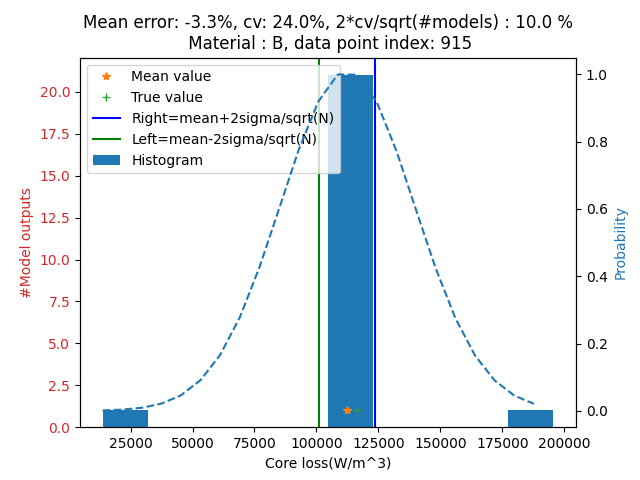 Mean error: -3.3%, cv: 24.0%, 2*cv/sqrt(#models) : 10.0 %
Material : B, data point index: 915
Mean value
True value
Right=mean+2sigma/sqrt(N)
Left=mean-2sigma/sqrt(N)
Histogram
20.0
17.5
15.0
12.5
10.0
7.5
5.0
2.5
0.0
#Model outputs
1.0
0.8
0.6
0.4
0.2
0.0
Probability
25000 50000 75000 100000 125000 150000 175000 200000
Core loss(W/m^3)